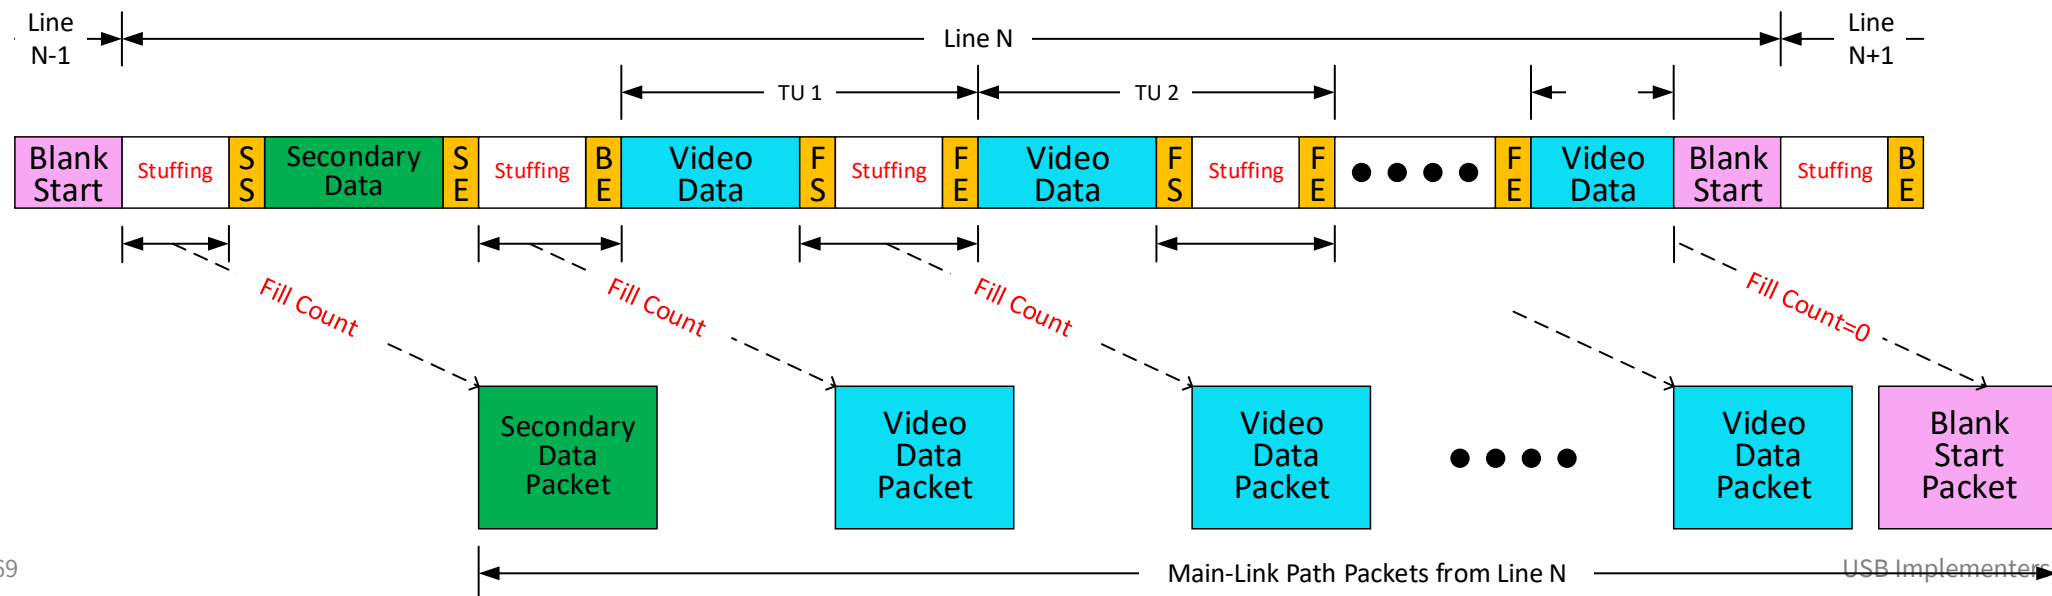 Line
N-1
Line N
Line
N+1
TU 1
TU 2
Blank
Start
Stuffing
S
S
Secondary
Data
S
E
Stuffing
B
E
Video
Data
F
S
Stuffing
F
E
Video
Data
F
S
Stuffing
F
E
F
E
Video
Data
Blank
Start
Stuffing
B
E
Fill Count
Fill Count
Fill Count
Fill Count=0
Secondary
Data
Packet
Video
Data
Packet
Video
Data
Packet
Video
Data
Packet
Blank
Start
Packet
69
Main-Link Path Packets from Line N
USB Implementers